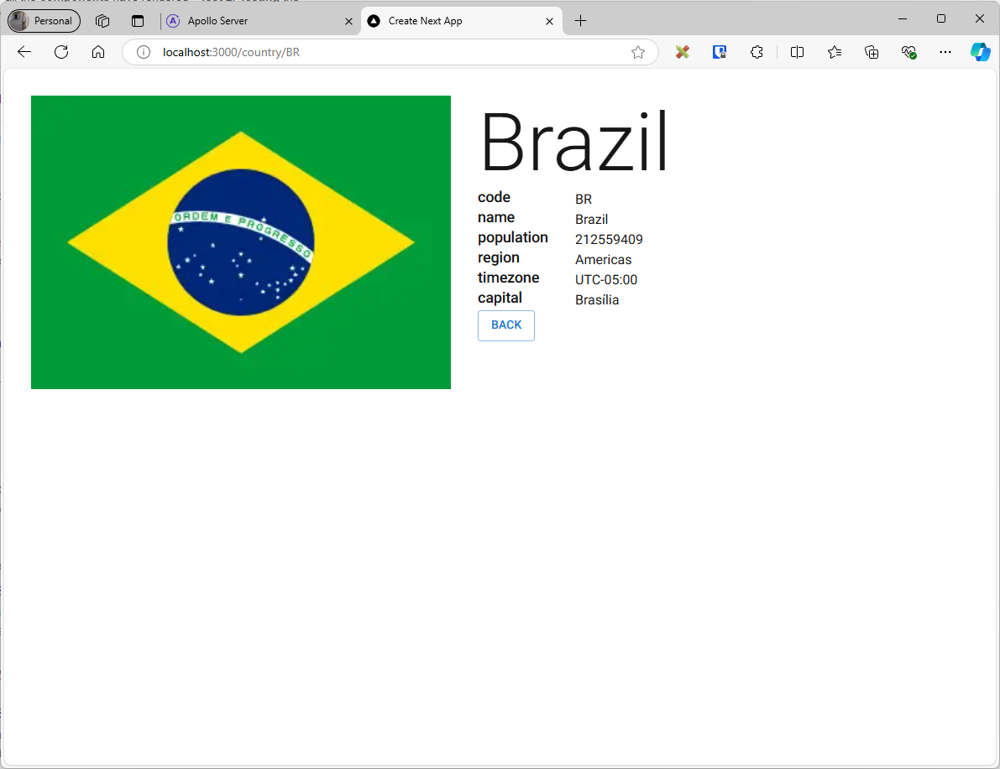 Personal
Apollo Server
Create Next App
localhost:3000/country/BR
ORDEM E PROGRESSO
Brazil
code BR
name Brazil
population 212559409
region Americas
timezone UTC-05:00
capital Brasília
BACK